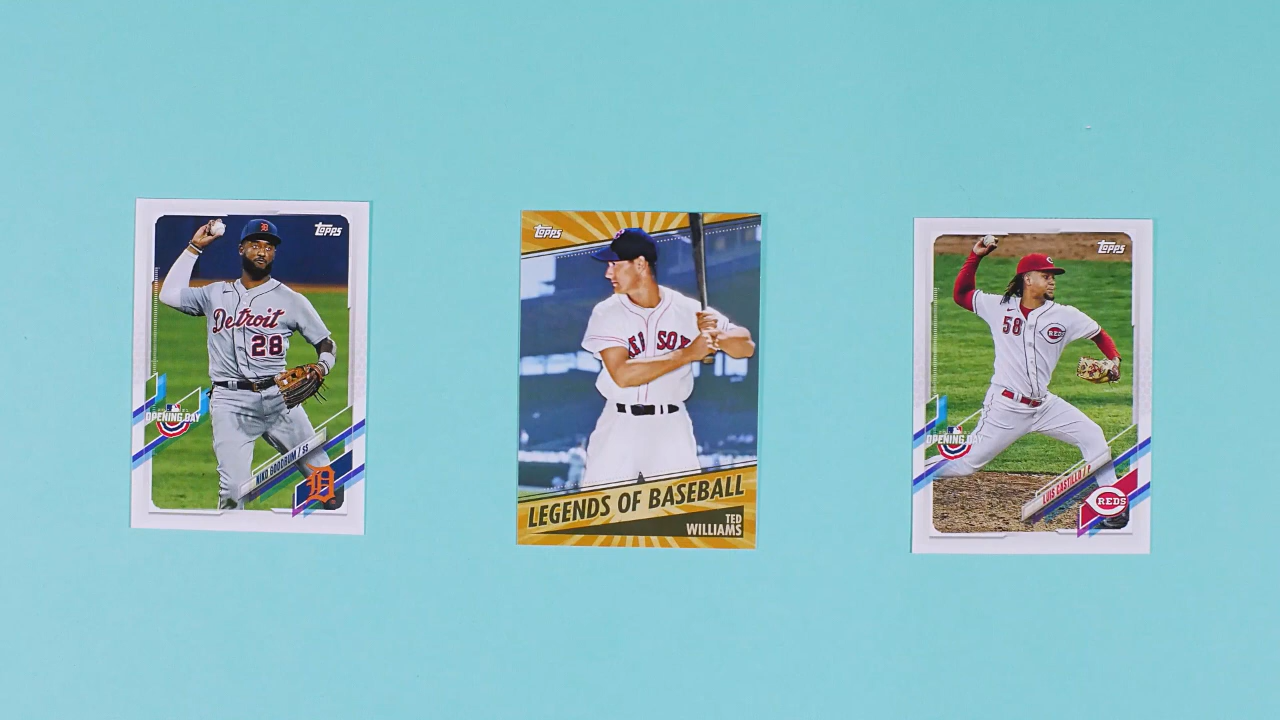 Topps
Detroit
28
OPENING DAY
NIKO GOODRUM / SS
D
Topps
RED SOX
LEGENDS OF BASEBALL
TED
WILLIAMS
Topps
58
REDS
OPENING DAY
LUIS CASTILLO / P
REDS